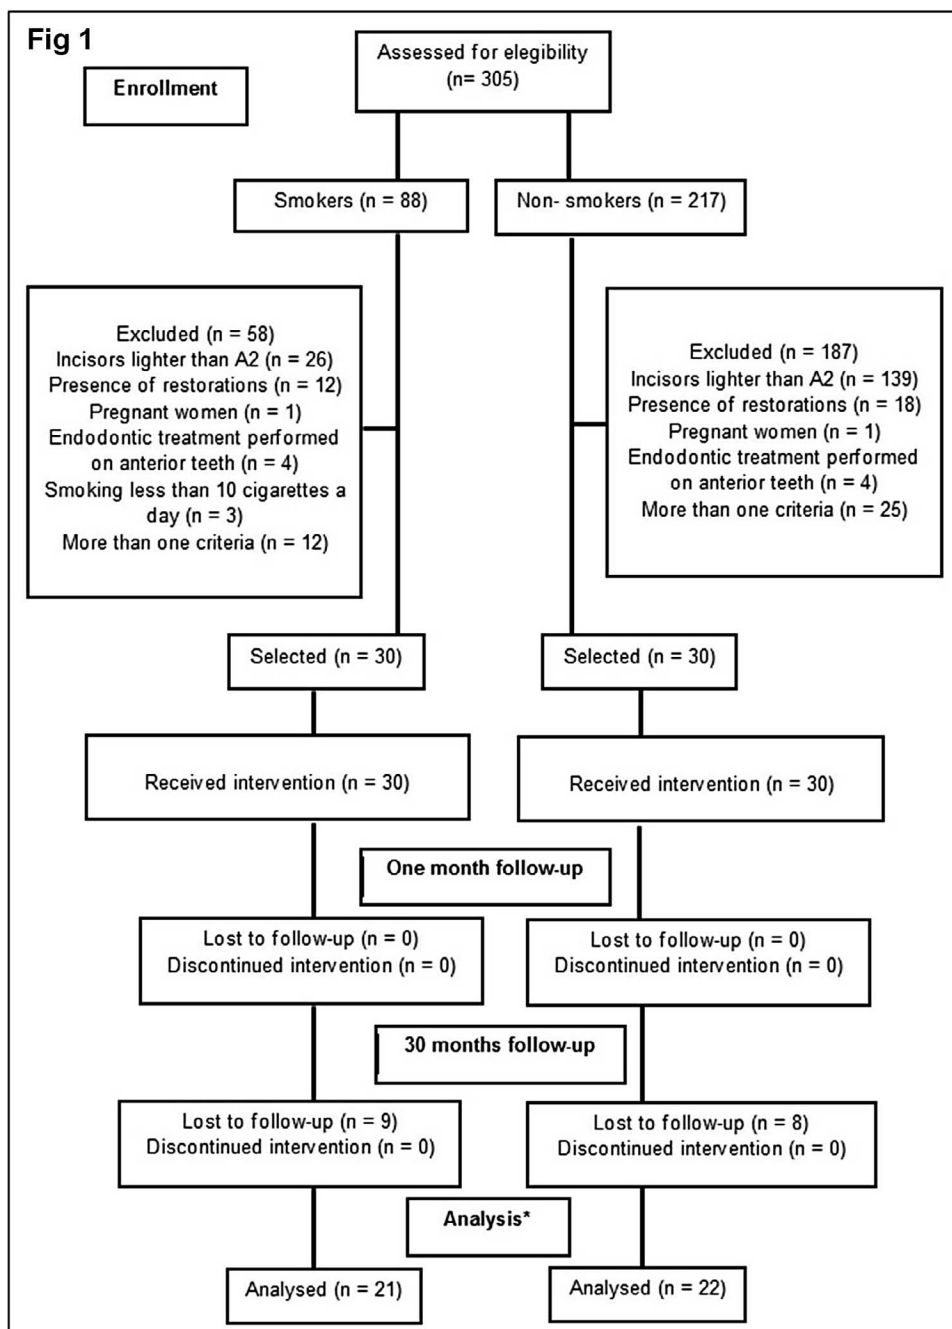 Fig 1
Assessed for elegibility
(n= 305)
Enrollment
Smokers (n = 88)
Non- smokers (n = 217)
Excluded (n = 58)
Incisors lighter than A2 (n = 26)
Presence of restorations (n = 12)
Pregnant women (n = 1)
Endodontic treatment performed
on anterior teeth (n = 4)
Smoking less than 10 cigarettes a
day (n = 3)
More than one criteria (n = 12)
Excluded (n = 187)
Incisors lighter than A2 (n = 139)
Presence of restorations (n = 18)
Pregnant women (n = 1)
Endodontic treatment performed
on anterior teeth (n = 4)
More than one criteria (n = 25)
Selected (n = 30)
Selected (n = 30)
Received intervention (n = 30)
Received intervention (n = 30)
One month follow-up
Lost to follow-up (n = 0)
Discontinued intervention (n = 0)
Lost to follow-up (n = 0)
Discontinued intervention (n = 0)
30 months follow-up
Lost to follow-up (n = 9)
Discontinued intervention (n = 0)
Lost to follow-up (n = 8)
Discontinued intervention (n = 0)
Analysis*
Analysed (n = 21)
Analysed (n = 22)